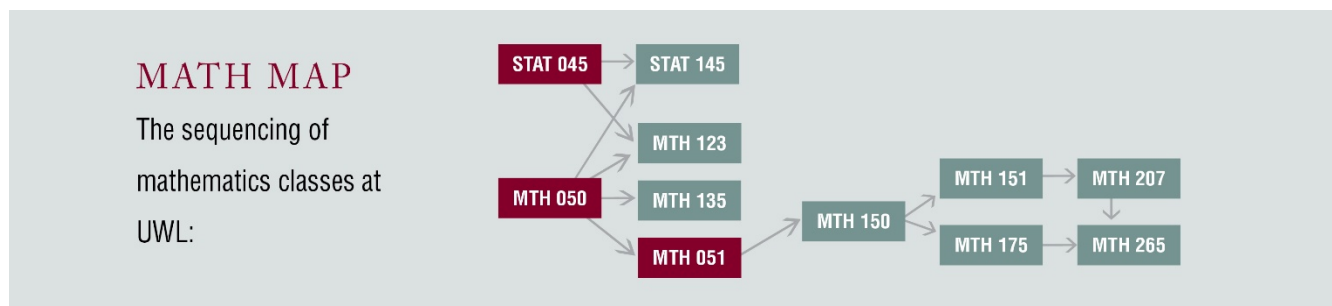 MATH MAP
The sequencing of
mathematics classes at
UWL:
STAT 045
STAT 145
MTH 123
MTH 050
MTH 135
MTH 051
MTH 150
MTH 151
MTH 207
MTH 175
MTH 265